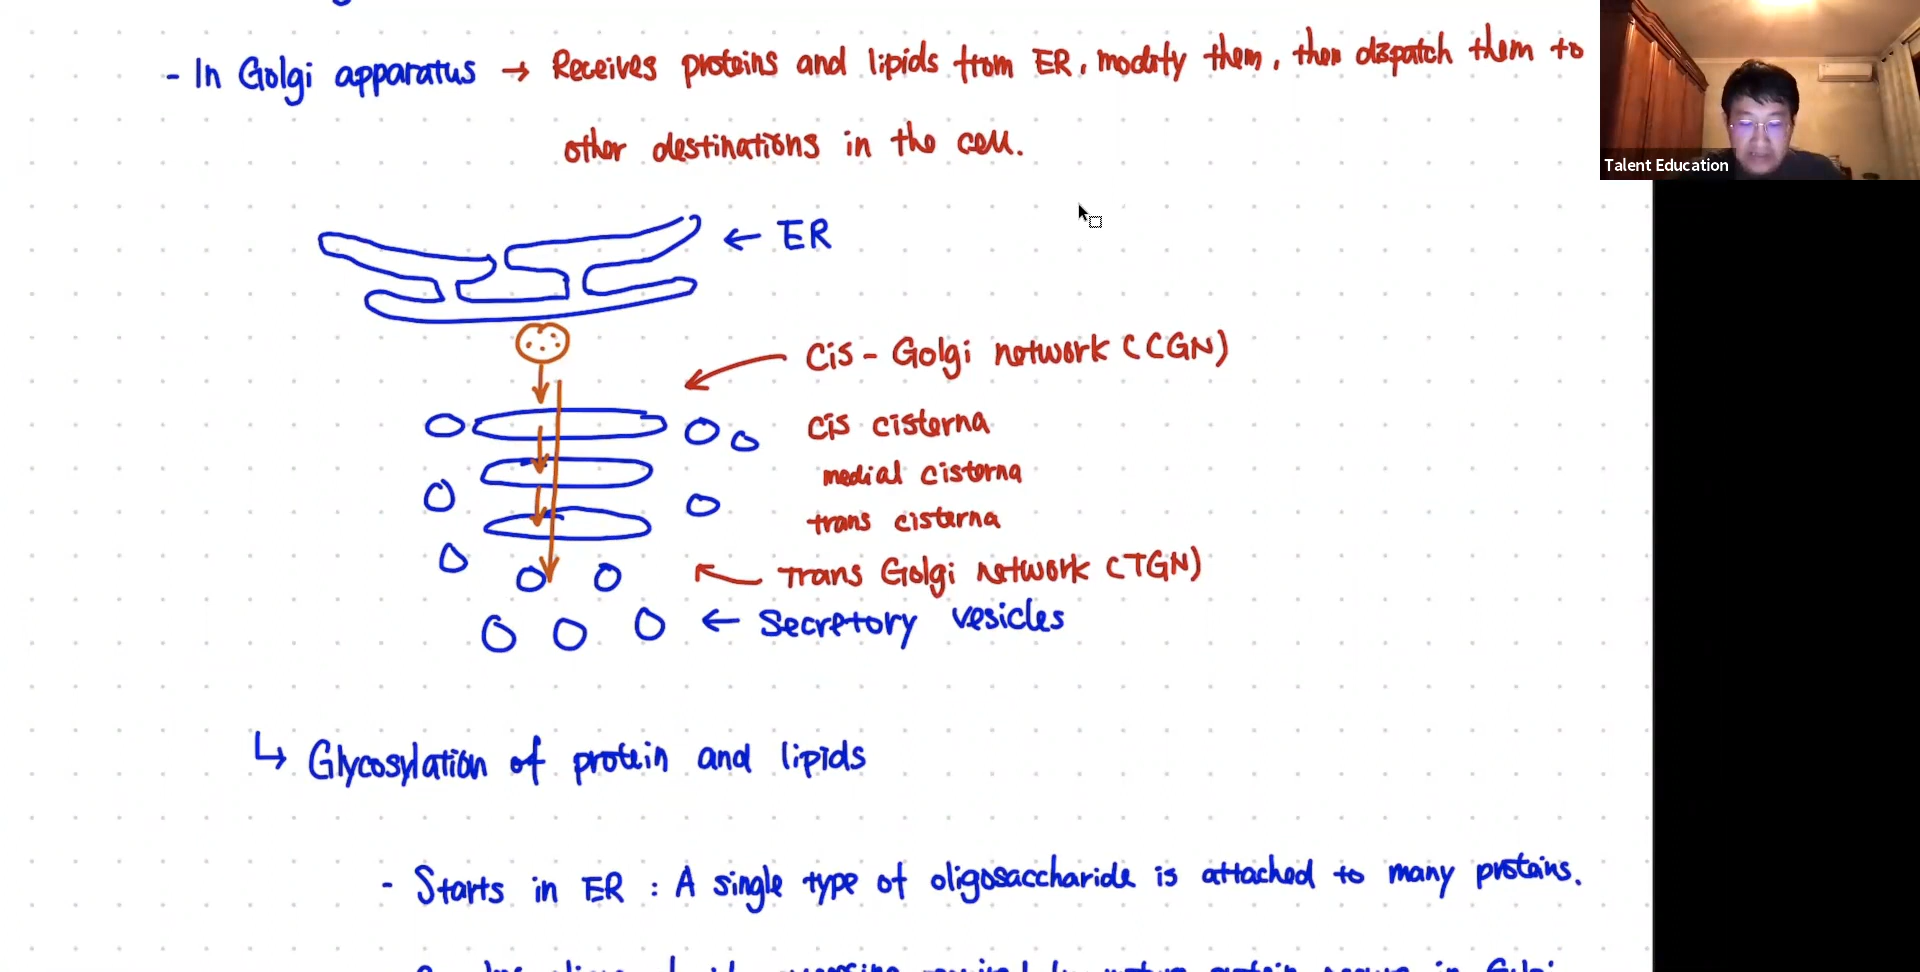 - In Golgi apparatus → Receives proteins and lipids from ER, modify them, then dispatch them to
other destinations in the cell.
Talent Education
← ER
Cis - Golgi network (CGN)
Cis cisterna
medial cisterna
trans cisterna
Trans Golgi network (TGN)
← Secretory vesicles
↳ Glycosylation of protein and lipids
- Starts in ER : A single type of oligosaccharide is attached to many proteins.